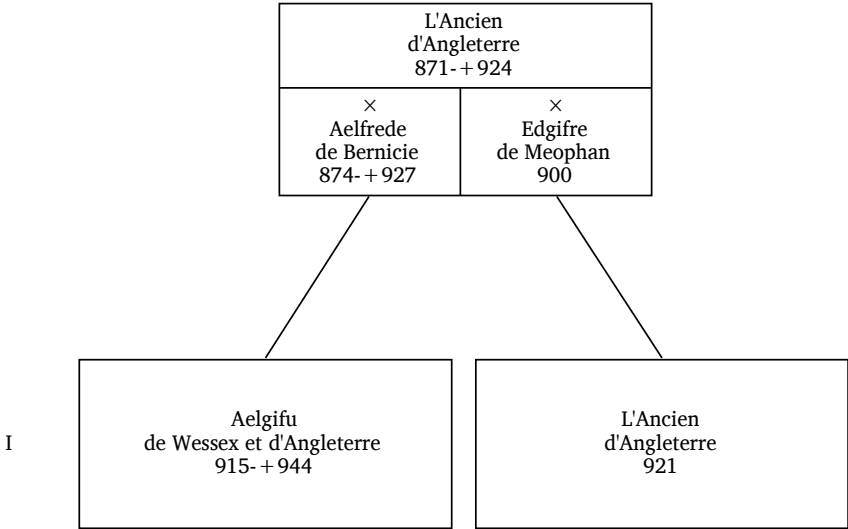 L'Ancien
d'Angleterre
871-+924
×
Aelfrede
de Bernicie
874-+927
×
Edgifre
de Meophan
900
I
Aelgifu
de Wessex et d'Angleterre
915-+944
L'Ancien
d'Angleterre
921